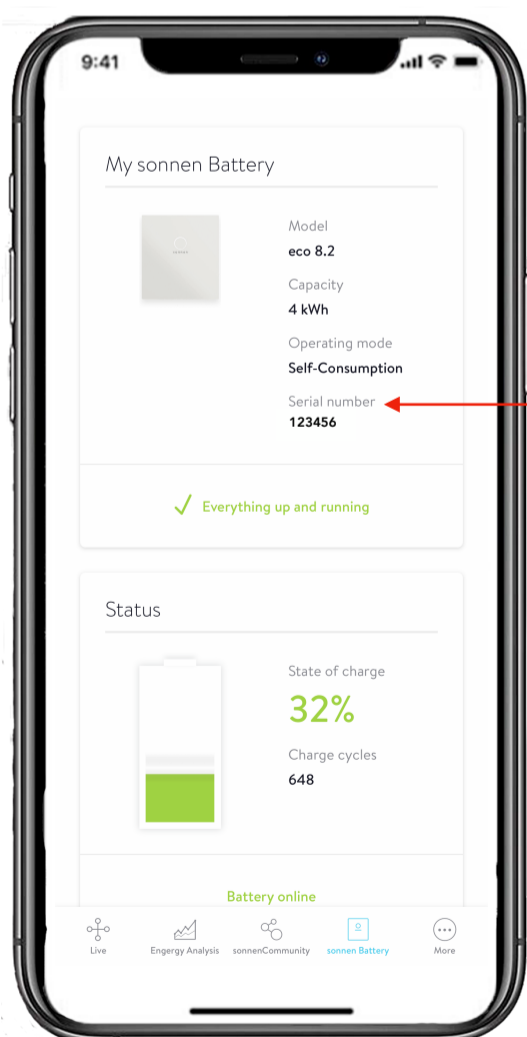 9:41
My sonnen Battery
Model
eco 8.2
Capacity
4 kWh
Operating mode
Self-Consumption
Serial number
123456
Everything up and running
Status
State of charge
32%
Charge cycles
648
Battery online
Live
Engergy Analysis
sonnenCommunity
sonnen Battery
More